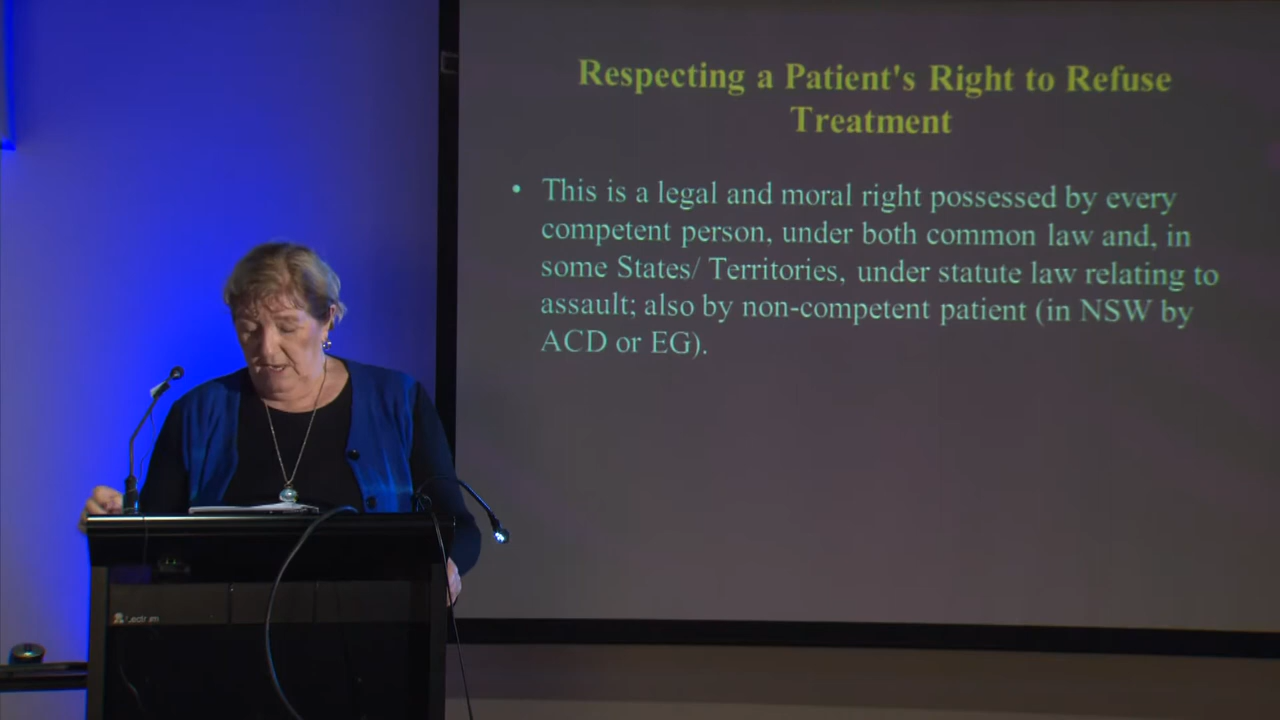 Respecting a Patient's Right to Refuse
Treatment
• This is a legal and moral right possessed by every
competent person, under both common law and, in
some States/ Territories, under statute law relating to
assault; also by non-competent patient (in NSW by
ACD or EG).